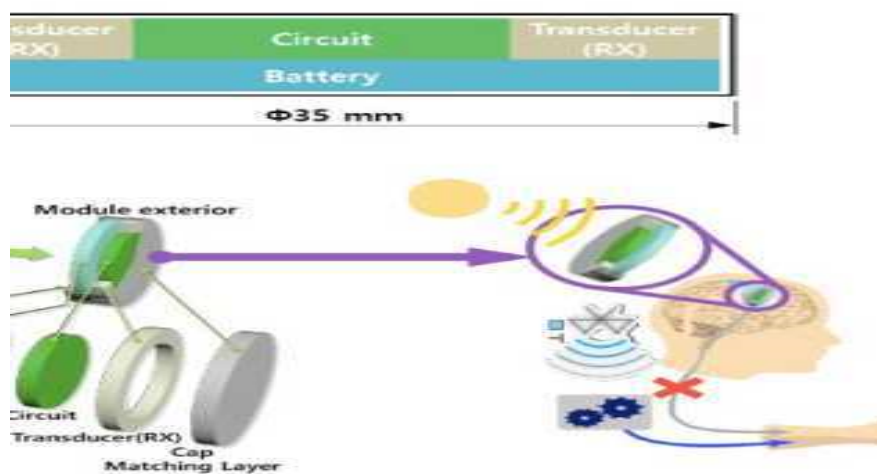 sducer
(RX)
Circuit
Transducer
(RX)
Battery
Φ35 mm
Module exterior
Circuit
Transducer(RX)
Cap
Matching Layer